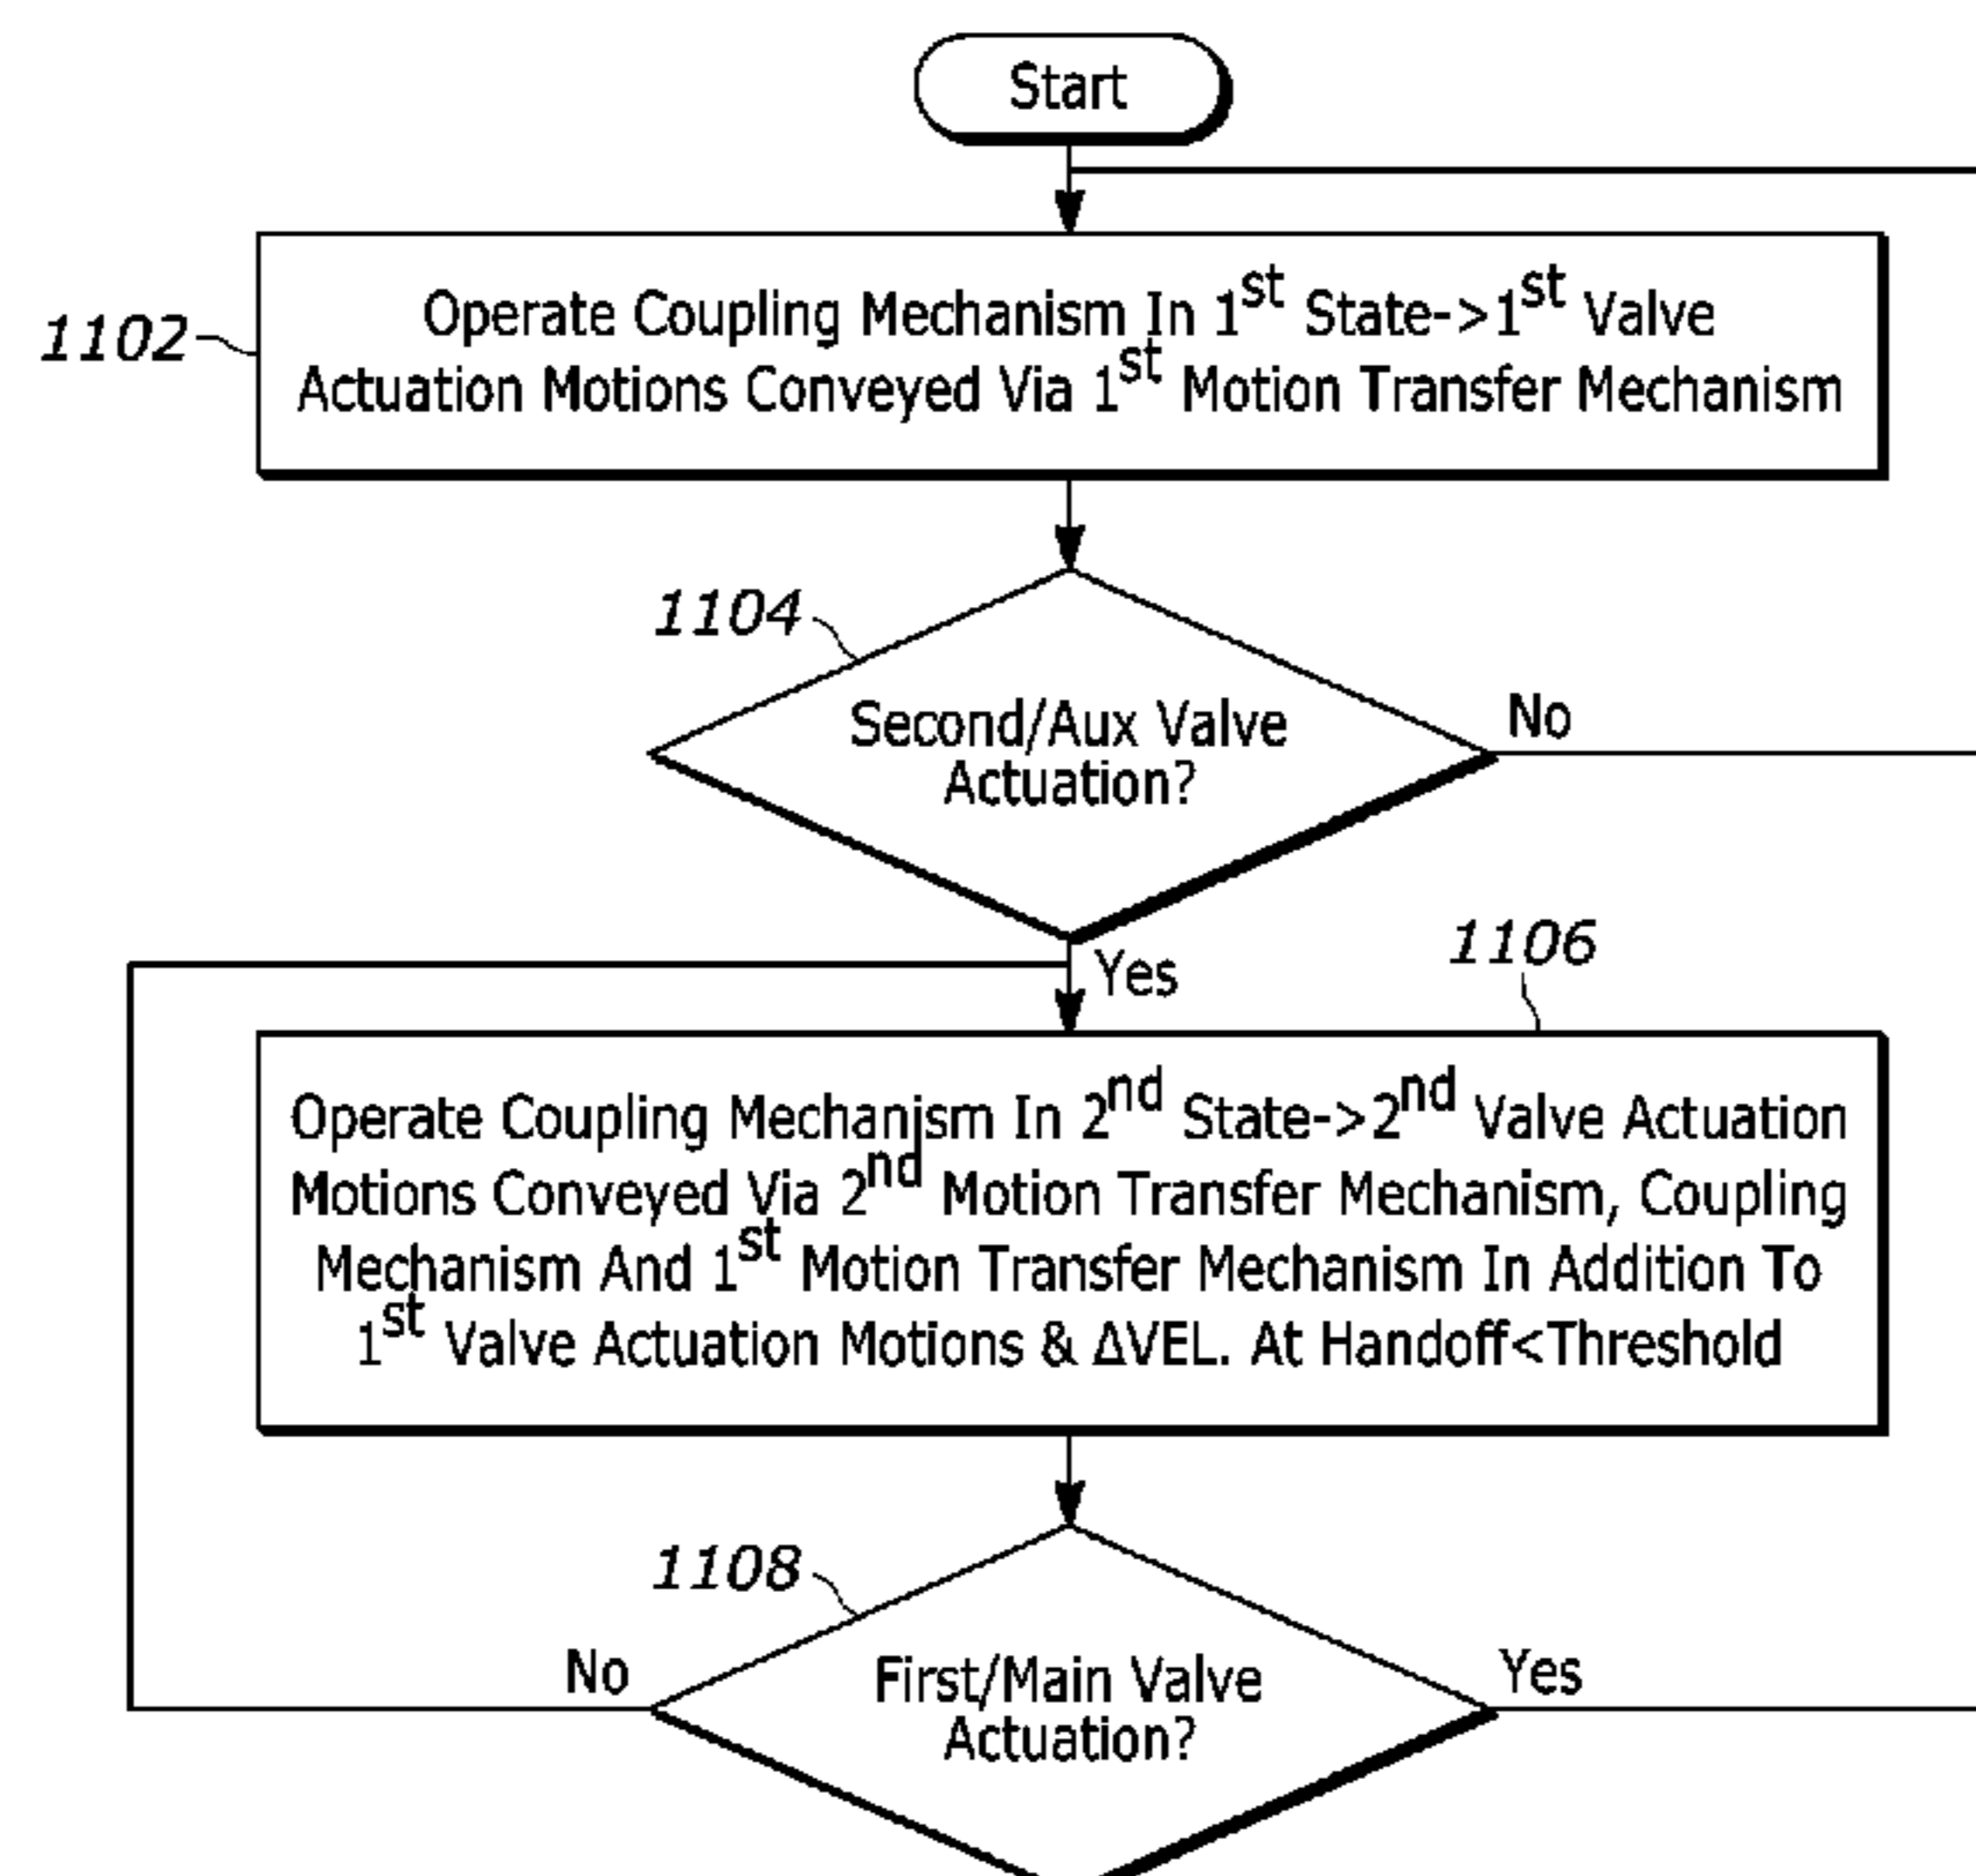 Start
1102
Operate Coupling Mechanism In 1st State->1st Valve
Actuation Motions Conveyed Via 1st Motion Transfer Mechanism
1104
Second/Aux Valve
Actuation?
No
Yes
1106
Operate Coupling Mechanism In 2nd State->2nd Valve Actuation
Motions Conveyed Via 2nd Motion Transfer Mechanism, Coupling
Mechanism And 1st Motion Transfer Mechanism In Addition To
1st Valve Actuation Motions & ΔVEL. At Handoff<Threshold
1108
No
First/Main Valve
Actuation?
Yes